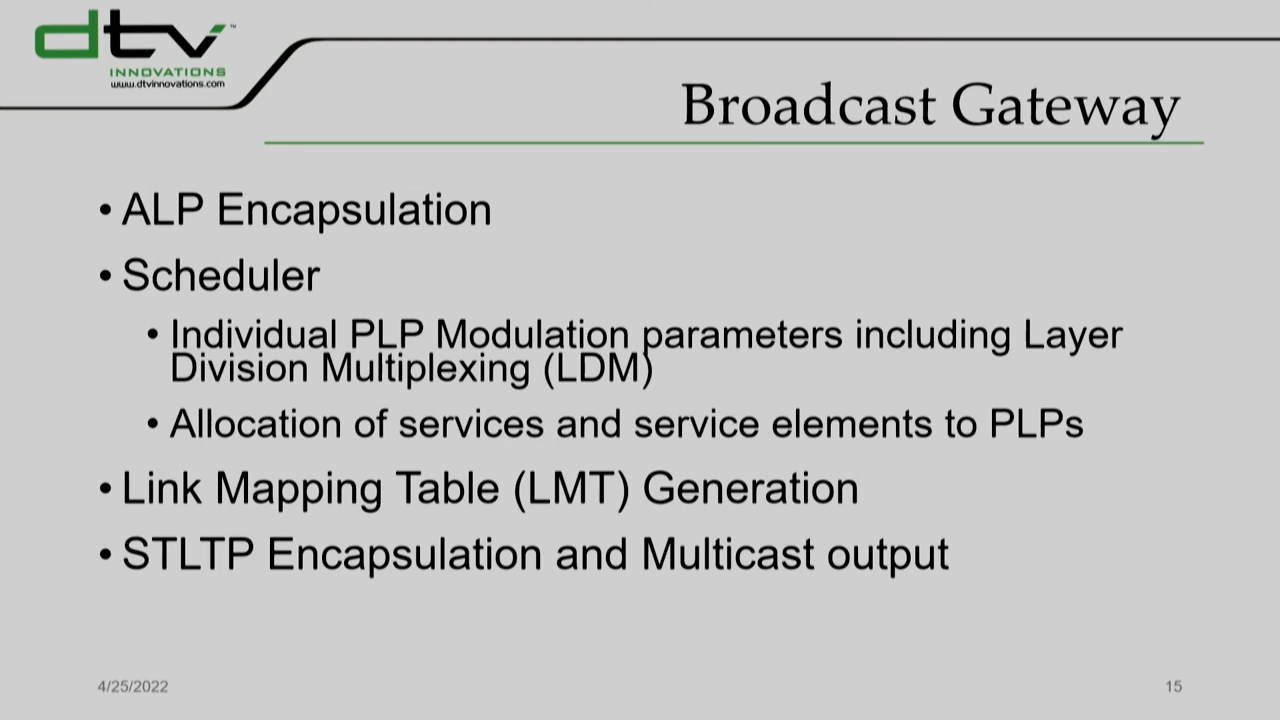 dtv™
INNOVATIONS
www.dtvinnovations.com
Broadcast Gateway
• ALP Encapsulation
• Scheduler
• Individual PLP Modulation parameters including Layer
Division Multiplexing (LDM)
• Allocation of services and service elements to PLPs
• Link Mapping Table (LMT) Generation
• STLTP Encapsulation and Multicast output
4/25/2022
15